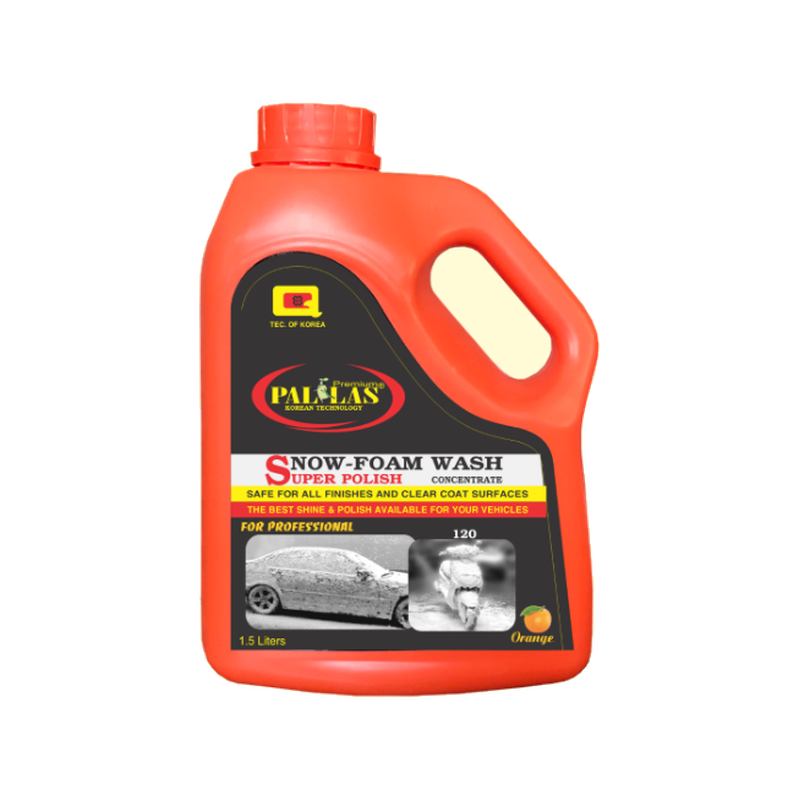 TEC. OF KOREA
Premium®
PALLAS
KOREAN TECHNOLOGY
SNOW-FOAM WASH
SUPER POLISH CONCENTRATE
SAFE FOR ALL FINISHES AND CLEAR COAT SURFACES
THE BEST SHINE & POLISH AVAILABLE FOR YOUR VEHICLES
FOR PROFESSIONAL
120
Orange
1.5 Liters